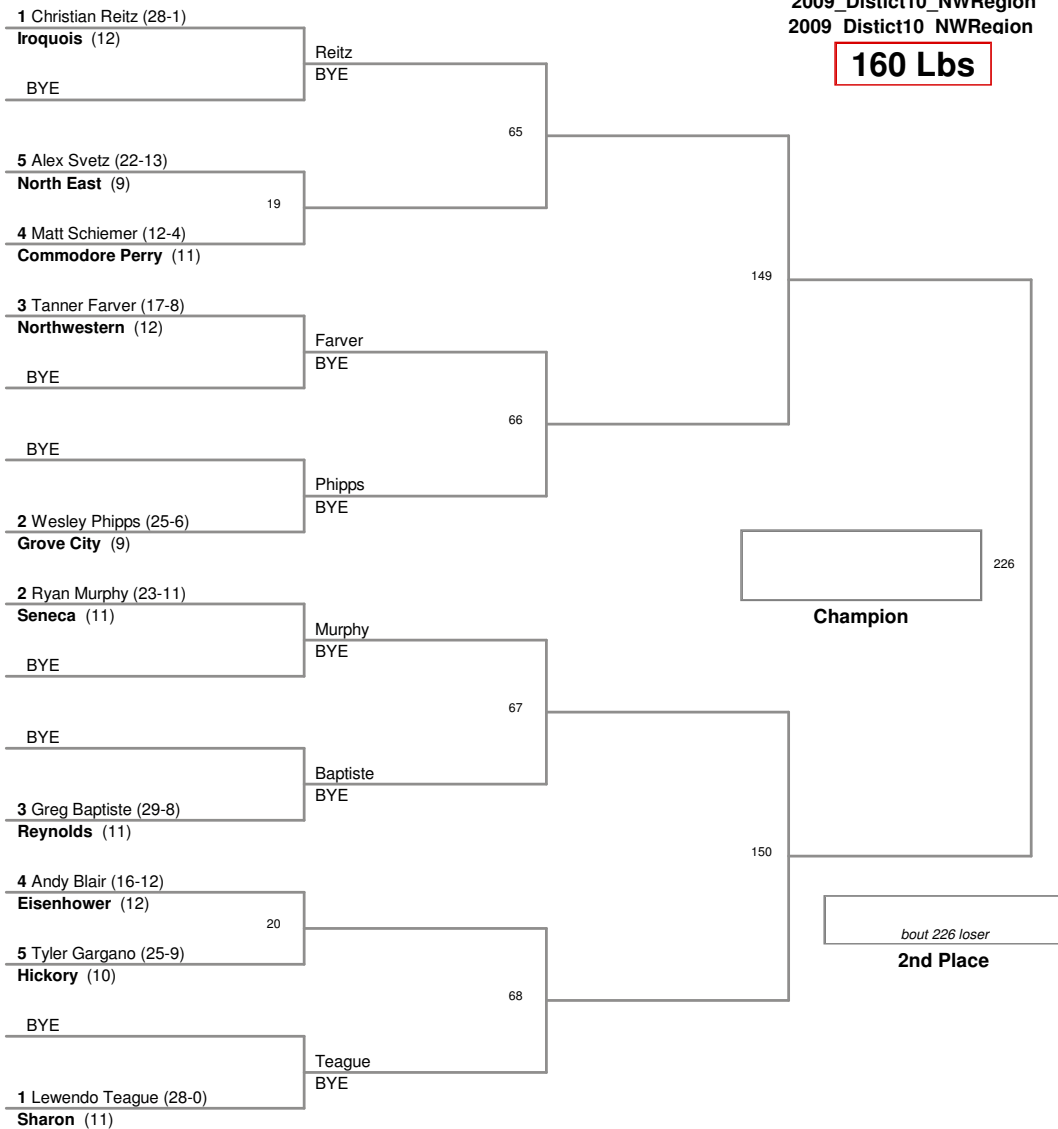 2009_Distict10_NWRegion
2009_Distict10_NWRegion
160 Lbs
1 Christian Reitz (28-1)
Iroquois (12)
BYE
Reitz
BYE
65
5 Alex Svetz (22-13)
North East (9)
19
4 Matt Schiemer (12-4)
Commodore Perry (11)
149
3 Tanner Farver (17-8)
Northwestern (12)
BYE
Farver
BYE
66
BYE
Phipps
BYE
2 Wesley Phipps (25-6)
Grove City (9)
226
Champion
2 Ryan Murphy (23-11)
Seneca (11)
BYE
Murphy
BYE
67
BYE
Baptiste
BYE
3 Greg Baptiste (29-8)
Reynolds (11)
150
4 Andy Blair (16-12)
Eisenhower (12)
20
5 Tyler Gargano (25-9)
Hickory (10)
bout 226 loser
2nd Place
68
BYE
Teague
BYE
1 Lewendo Teague (28-0)
Sharon (11)